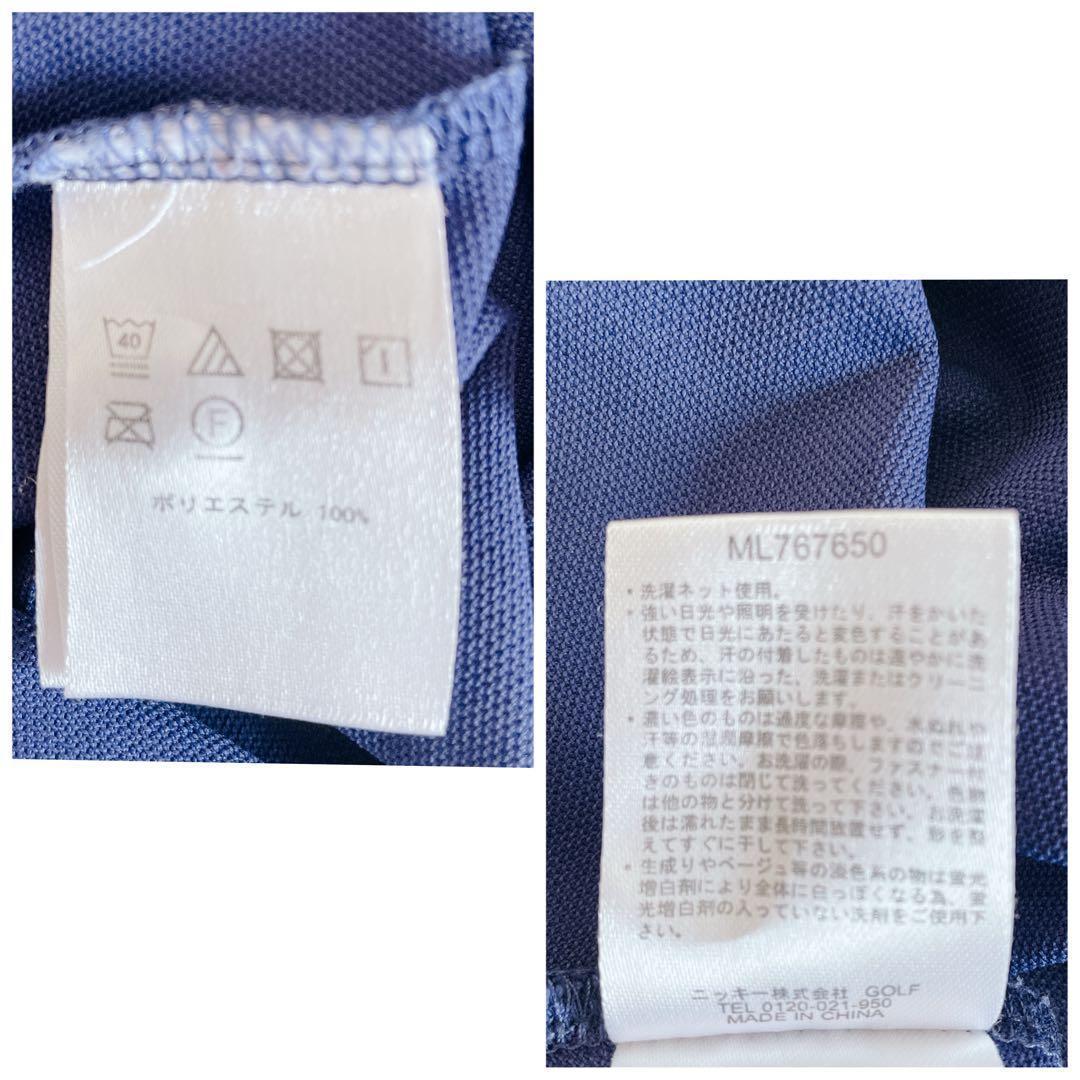 40
F
ポリエステル 100%
ML767650
・洗濯ネット使用。
・強い日光や照明を受けたり、汗をかいた
状態で日光にあたると変色することがあ
るため、汗の付着したものは速やかに洗
濯絵表示に沿った、洗濯またはクリーニ
ング処理をお願いします。
・濃い色のものは過度な摩擦や、水ぬれや
汗等の湿潤摩擦で色落ちしますのでご注
意ください。お洗濯の際、ファスナー付
きのものは閉じて洗ってください。色物
は他の物と分けて洗って下さい。お洗濯
後は濡れたまま長時間放置せず、形を整
えてすぐに干して下さい。
・生成りやベージュ等の淡色系の物は蛍光
増白剤により全体に白っぽくなる為、蛍
光増白剤の入っていない洗剤をご使用下
さい。
ニッキー株式会社 GOLF
TEL 0120-021-950
MADE IN CHINA